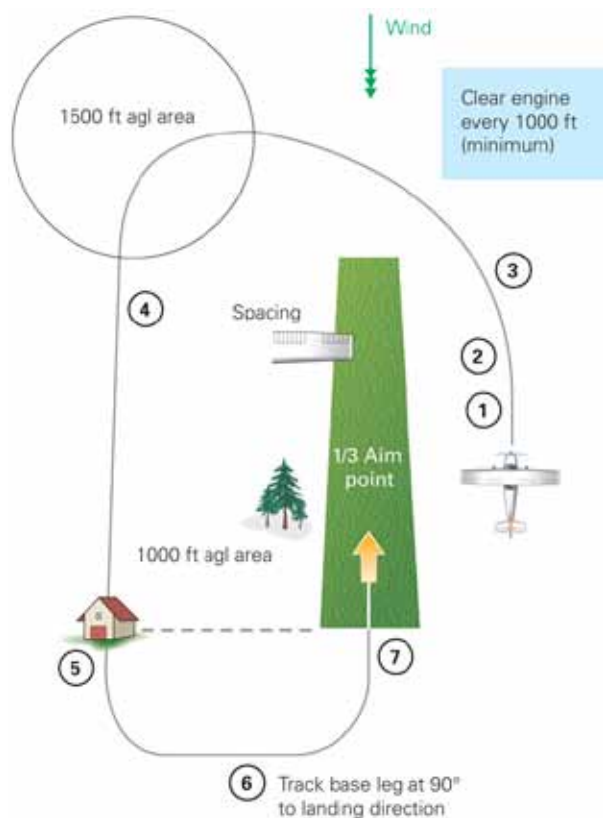 Wind
1500 ft agl area
Clear engine
every 1000 ft
(minimum)
3
4
Spacing
2
1
1/3 Aim
point
1000 ft agl area
5
7
6
Track base leg at 90°
to landing direction